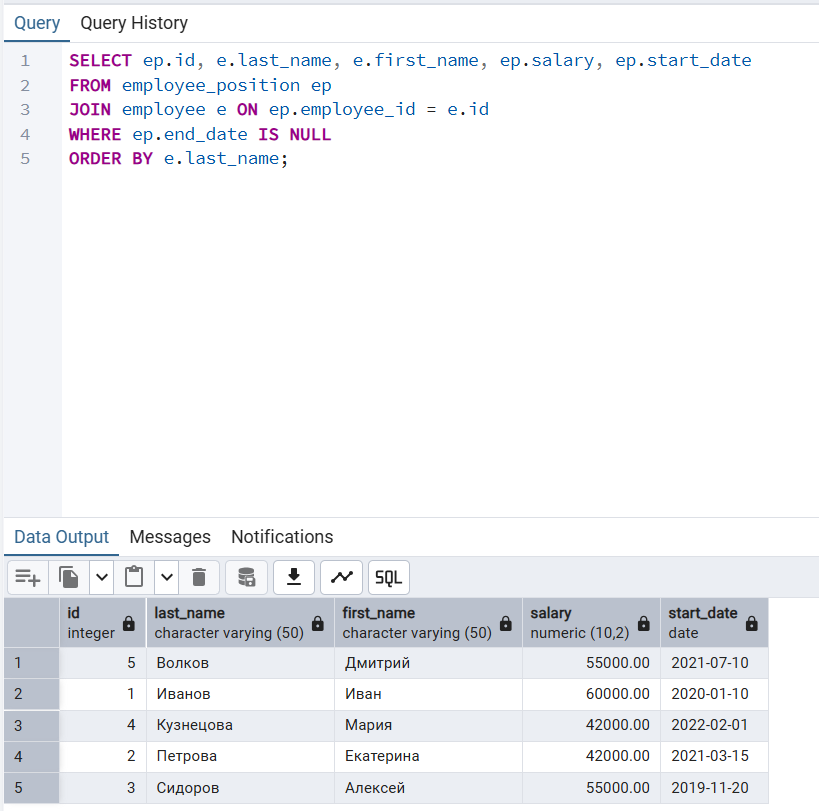 Query Query History
1 SELECT ep.id, e.last_name, e.first_name, ep.salary, ep.start_date
2 FROM employee_position ep
3 JOIN employee e ON ep.employee_id = e.id
4 WHERE ep.end_date IS NULL
5 ORDER BY e.last_name;
Data Output Messages Notifications
SQL
id last_name first_name salary start_date
integer character varying (50) character varying (50) numeric (10,2) date
1 5 Волков Дмитрий 55000.00 2021-07-10
2 1 Иванов Иван 60000.00 2020-01-10
3 4 Кузнецова Мария 42000.00 2022-02-01
4 2 Петрова Екатерина 42000.00 2021-03-15
5 3 Сидоров Алексей 55000.00 2019-11-20